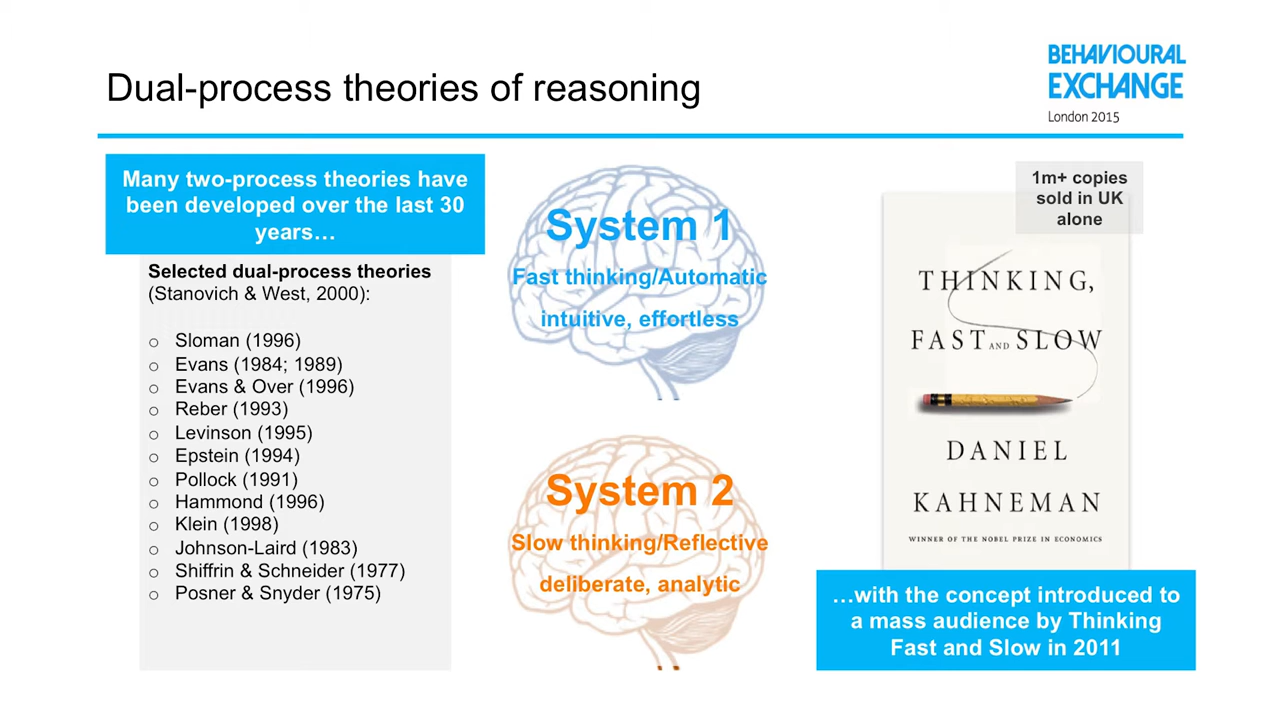 Dual-process theories of reasoning
BEHAVIOURAL
EXCHANGE
London 2015
Many two-process theories have
been developed over the last 30
years…
Selected dual-process theories
(Stanovich & West, 2000):
o Sloman (1996)
o Evans (1984; 1989)
o Evans & Over (1996)
o Reber (1993)
o Levinson (1995)
o Epstein (1994)
o Pollock (1991)
o Hammond (1996)
o Klein (1998)
o Johnson-Laird (1983)
o Shiffrin & Schneider (1977)
o Posner & Snyder (1975)
System 1
Fast thinking/Automatic
intuitive, effortless
System 2
Slow thinking/Reflective
deliberate, analytic
1m+ copies
sold in UK
alone
THINKING,
FAST AND SLOW
DANIEL
KAHNEMAN
WINNER OF THE NOBEL PRIZE IN ECONOMICS
…with the concept introduced to
a mass audience by Thinking
Fast and Slow in 2011